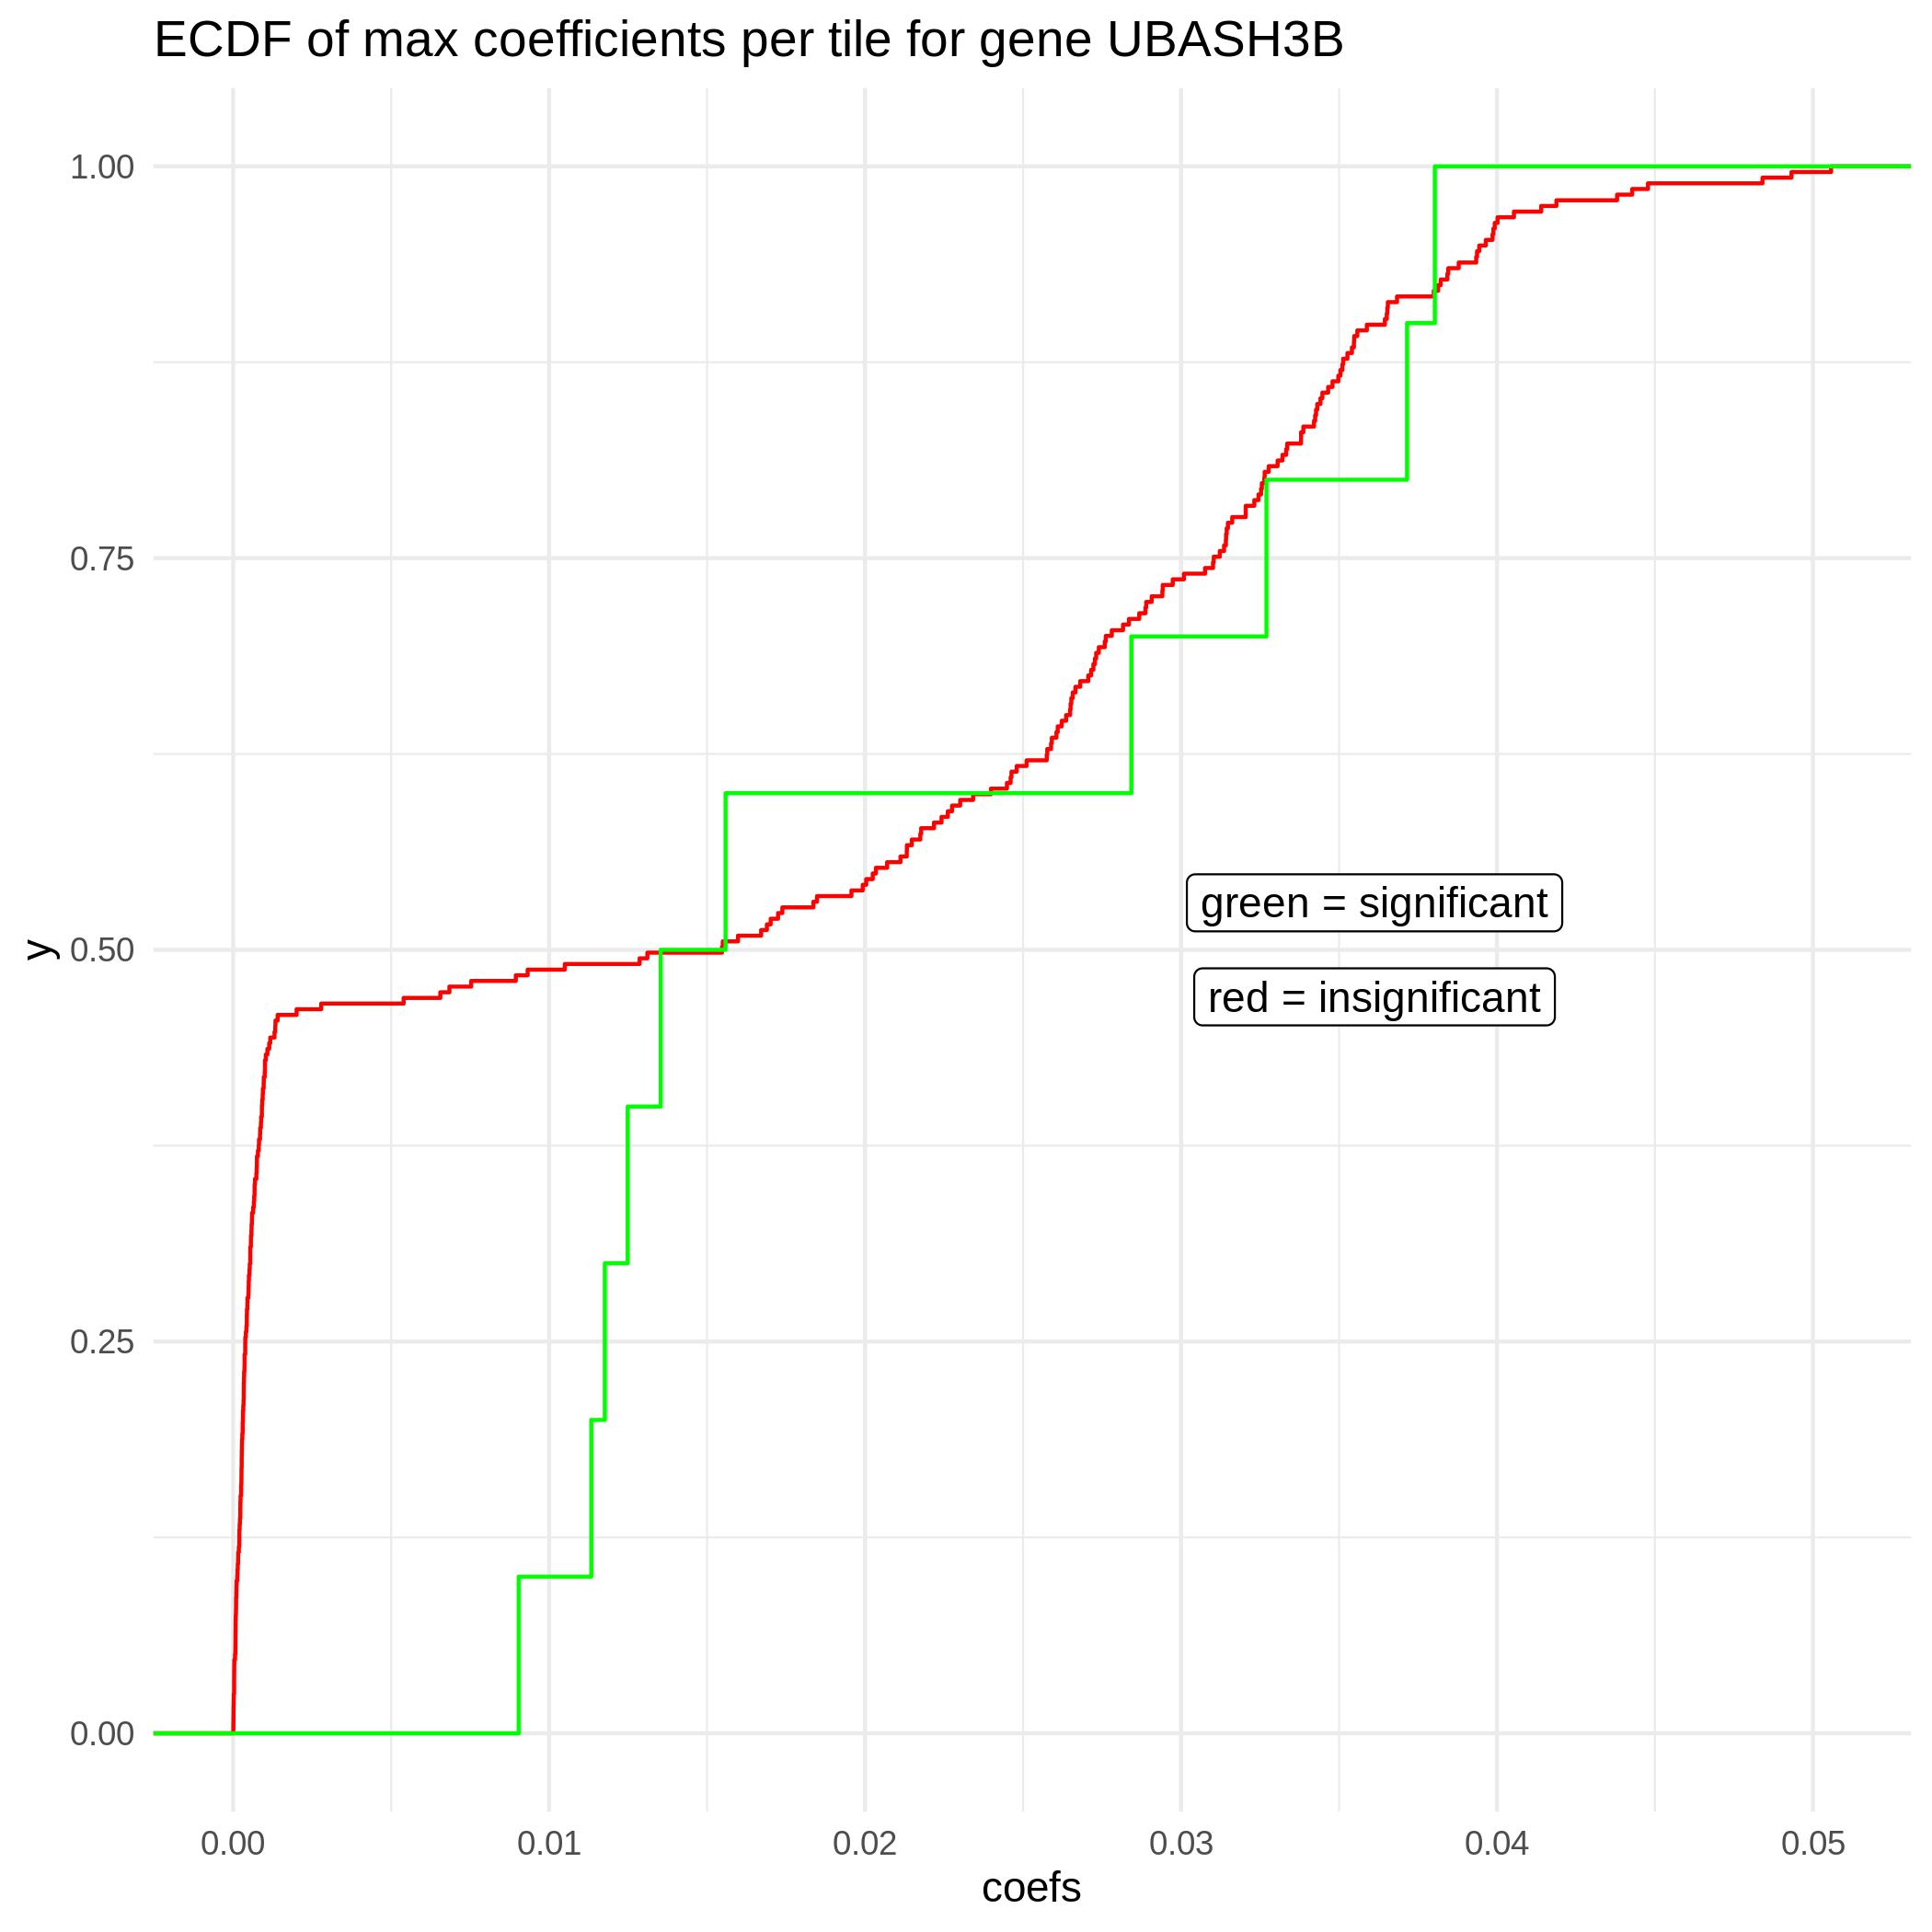 ECDF of max coefficients per tile for gene UBASH3B
1.00
0.75
0.50
0.25
0.00
y
green = significant
red = insignificant
0.00 0.01 0.02 0.03 0.04 0.05
coefs